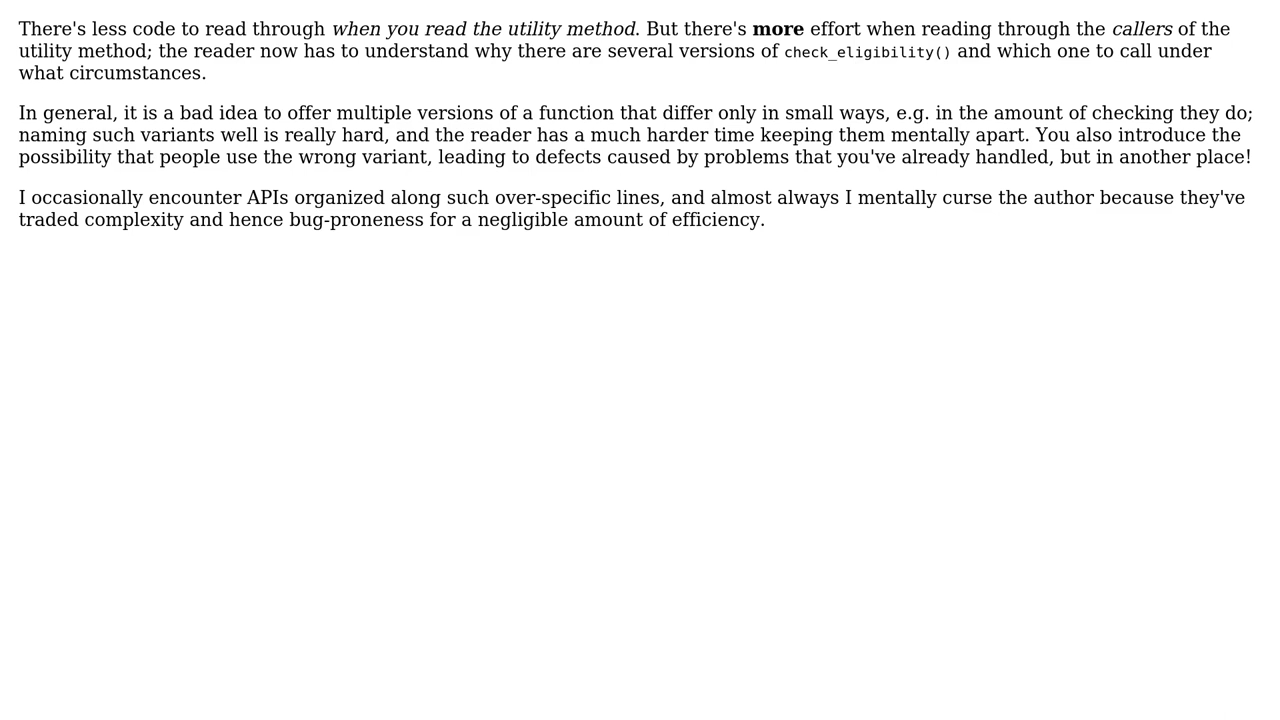 There's less code to read through when you read the utility method. But there's more effort when reading through the callers of the
utility method; the reader now has to understand why there are several versions of check_eligibility() and which one to call under
what circumstances.
In general, it is a bad idea to offer multiple versions of a function that differ only in small ways, e.g. in the amount of checking they do;
naming such variants well is really hard, and the reader has a much harder time keeping them mentally apart. You also introduce the
possibility that people use the wrong variant, leading to defects caused by problems that you've already handled, but in another place!
I occasionally encounter APIs organized along such over-specific lines, and almost always I mentally curse the author because they've
traded complexity and hence bug-proneness for a negligible amount of efficiency.